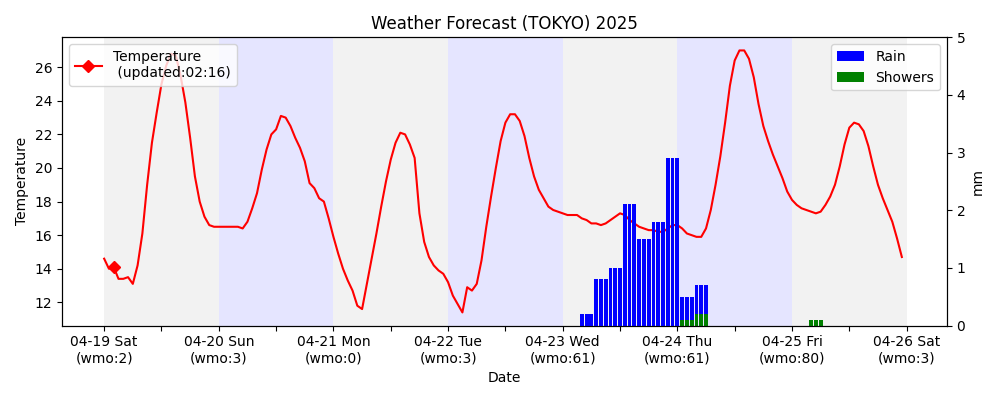 Weather Forecast (TOKYO) 2025
Temperature
(updated:02:16)
Rain
Showers
Temperature
26
24
22
20
18
16
14
12
5
4
3
2
1
0
mm
04-19 Sat
(wmo:2)
04-20 Sun
(wmo:3)
04-21 Mon
(wmo:0)
04-22 Tue
(wmo:3)
04-23 Wed
(wmo:61)
04-24 Thu
(wmo:61)
04-25 Fri
(wmo:80)
04-26 Sat
(wmo:3)
Date